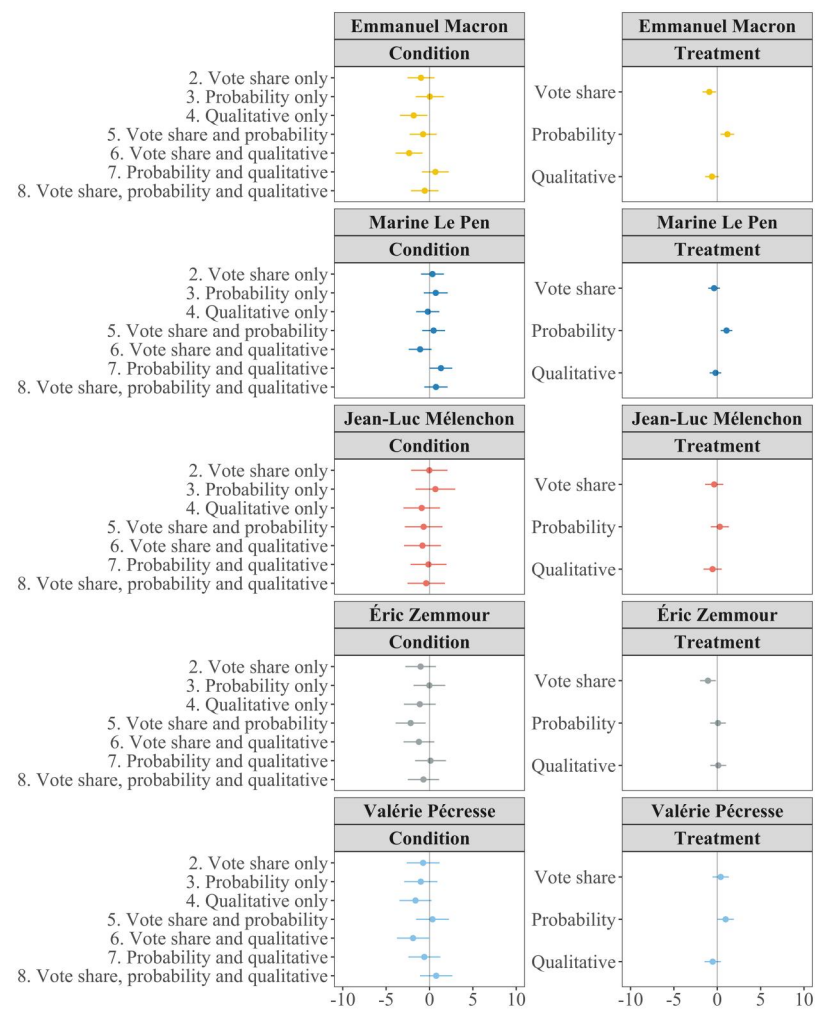 Emmanuel Macron
Condition
2. Vote share only
3. Probability only
4. Qualitative only
5. Vote share and probability
6. Vote share and qualitative
7. Probability and qualitative
8. Vote share, probability and qualitative
Emmanuel Macron
Treatment
Vote share
Probability
Qualitative
Marine Le Pen
Condition
2. Vote share only
3. Probability only
4. Qualitative only
5. Vote share and probability
6. Vote share and qualitative
7. Probability and qualitative
8. Vote share, probability and qualitative
Marine Le Pen
Treatment
Vote share
Probability
Qualitative
Jean-Luc Mélenchon
Condition
2. Vote share only
3. Probability only
4. Qualitative only
5. Vote share and probability
6. Vote share and qualitative
7. Probability and qualitative
8. Vote share, probability and qualitative
Jean-Luc Mélenchon
Treatment
Vote share
Probability
Qualitative
Éric Zemmour
Condition
2. Vote share only
3. Probability only
4. Qualitative only
5. Vote share and probability
6. Vote share and qualitative
7. Probability and qualitative
8. Vote share, probability and qualitative
Éric Zemmour
Treatment
Vote share
Probability
Qualitative
Valérie Pécresse
Condition
2. Vote share only
3. Probability only
4. Qualitative only
5. Vote share and probability
6. Vote share and qualitative
7. Probability and qualitative
8. Vote share, probability and qualitative
-10 -5 0 5 10
Valérie Pécresse
Treatment
Vote share
Probability
Qualitative
-10 -5 0 5 10